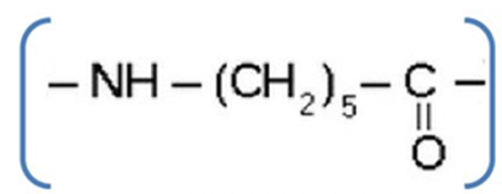 – NH – (CH₂)₅ – C –
||
O